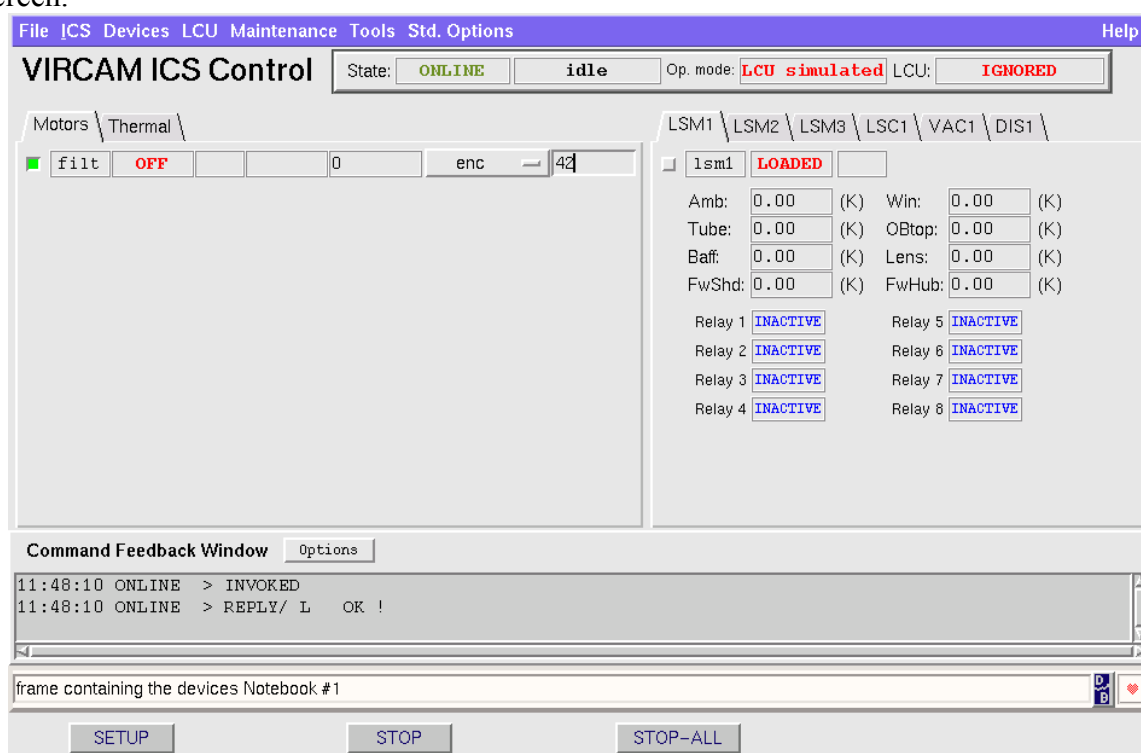 File ICS Devices LCU Maintenance Tools Std. Options Help
VIRCAM ICS Control State: ONLINE idle Op. mode: LCU simulated LCU: IGNORED
Motors Thermal
filt OFF 0 enc 42
LSM1 LSM2 LSM3 LSC1 VAC1 DIS1
lsm1 LOADED
Amb: 0.00 (K) Win: 0.00 (K)
Tube: 0.00 (K) OBtop: 0.00 (K)
Baff: 0.00 (K) Lens: 0.00 (K)
FwShd: 0.00 (K) FwHub: 0.00 (K)
Relay 1 INACTIVE Relay 5 INACTIVE
Relay 2 INACTIVE Relay 6 INACTIVE
Relay 3 INACTIVE Relay 7 INACTIVE
Relay 4 INACTIVE Relay 8 INACTIVE
Command Feedback Window Options
11:48:10 ONLINE > INVOKED
11:48:10 ONLINE > REPLY/ L OK !
frame containing the devices Notebook #1
SETUP STOP STOP-ALL